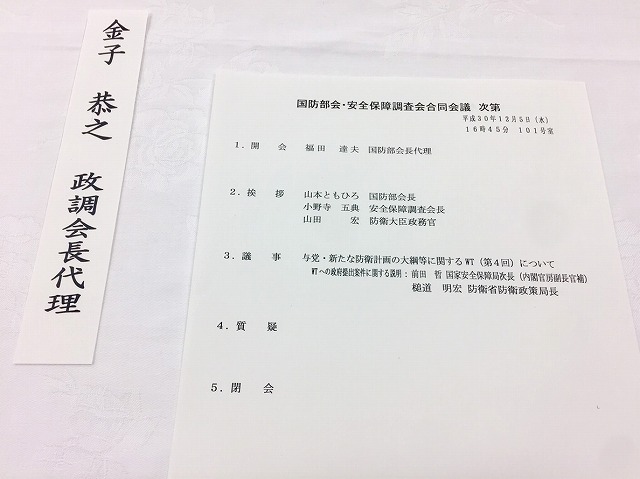 金子 恭之 政調会長代理
国防部会・安全保障調査会合同会議 次第
平成30年12月5日(水)
16時45分 101号室
1.開 会 福田 達夫 国防部会長代理
2.挨 拶 山本ともひろ 国防部会長
小野寺 五典 安全保障調査会長
山田 宏 防衛大臣政務官
3.議 事 与党・新たな防衛計画の大綱等に関するWT(第4回)について
WTへの政府提出案件に関する説明:前田 哲 国家安全保障局次長(内閣官房副長官補)
槌道 明宏 防衛省防衛政策局長
4.質 疑
5.閉 会